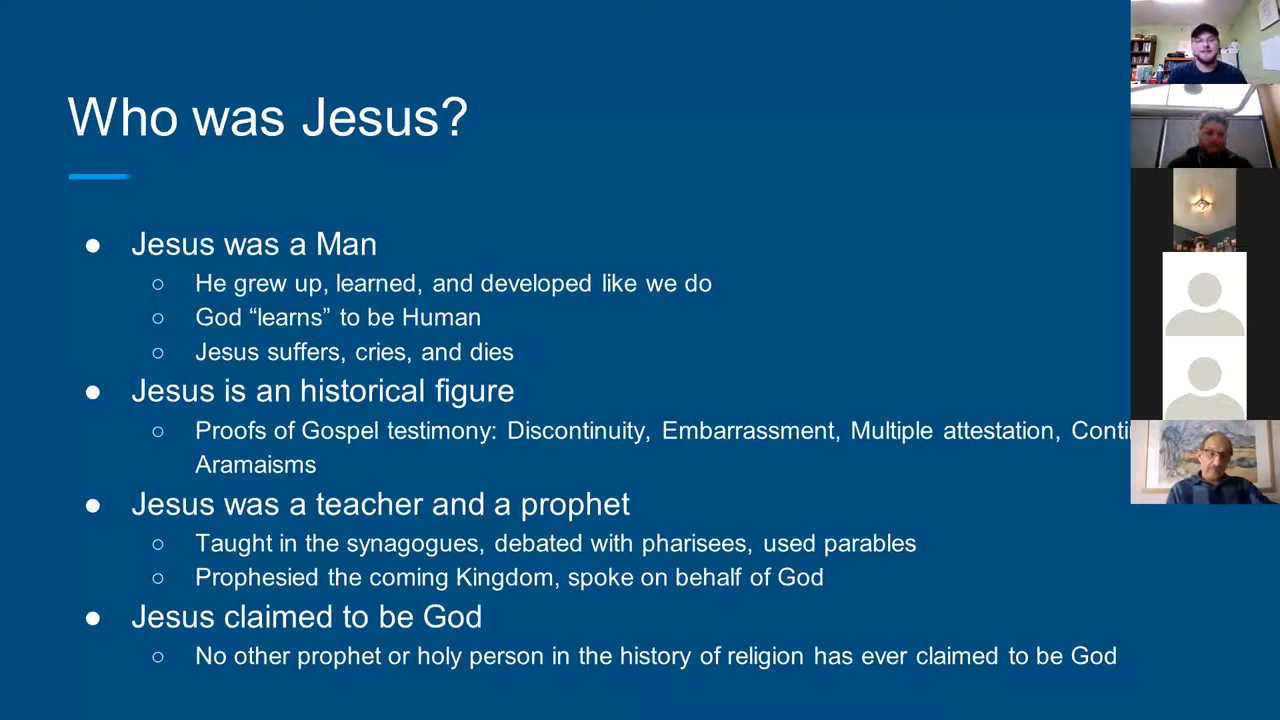 Who was Jesus?
● Jesus was a Man
○ He grew up, learned, and developed like we do
○ God “learns” to be Human
○ Jesus suffers, cries, and dies
● Jesus is an historical figure
○ Proofs of Gospel testimony: Discontinuity, Embarrassment, Multiple attestation,
Aramaisms
● Jesus was a teacher and a prophet
○ Taught in the synagogues, debated with pharisees, used parables
○ Prophesied the coming Kingdom, spoke on behalf of God
● Jesus claimed to be God
○ No other prophet or holy person in the history of religion has ever claimed to be God